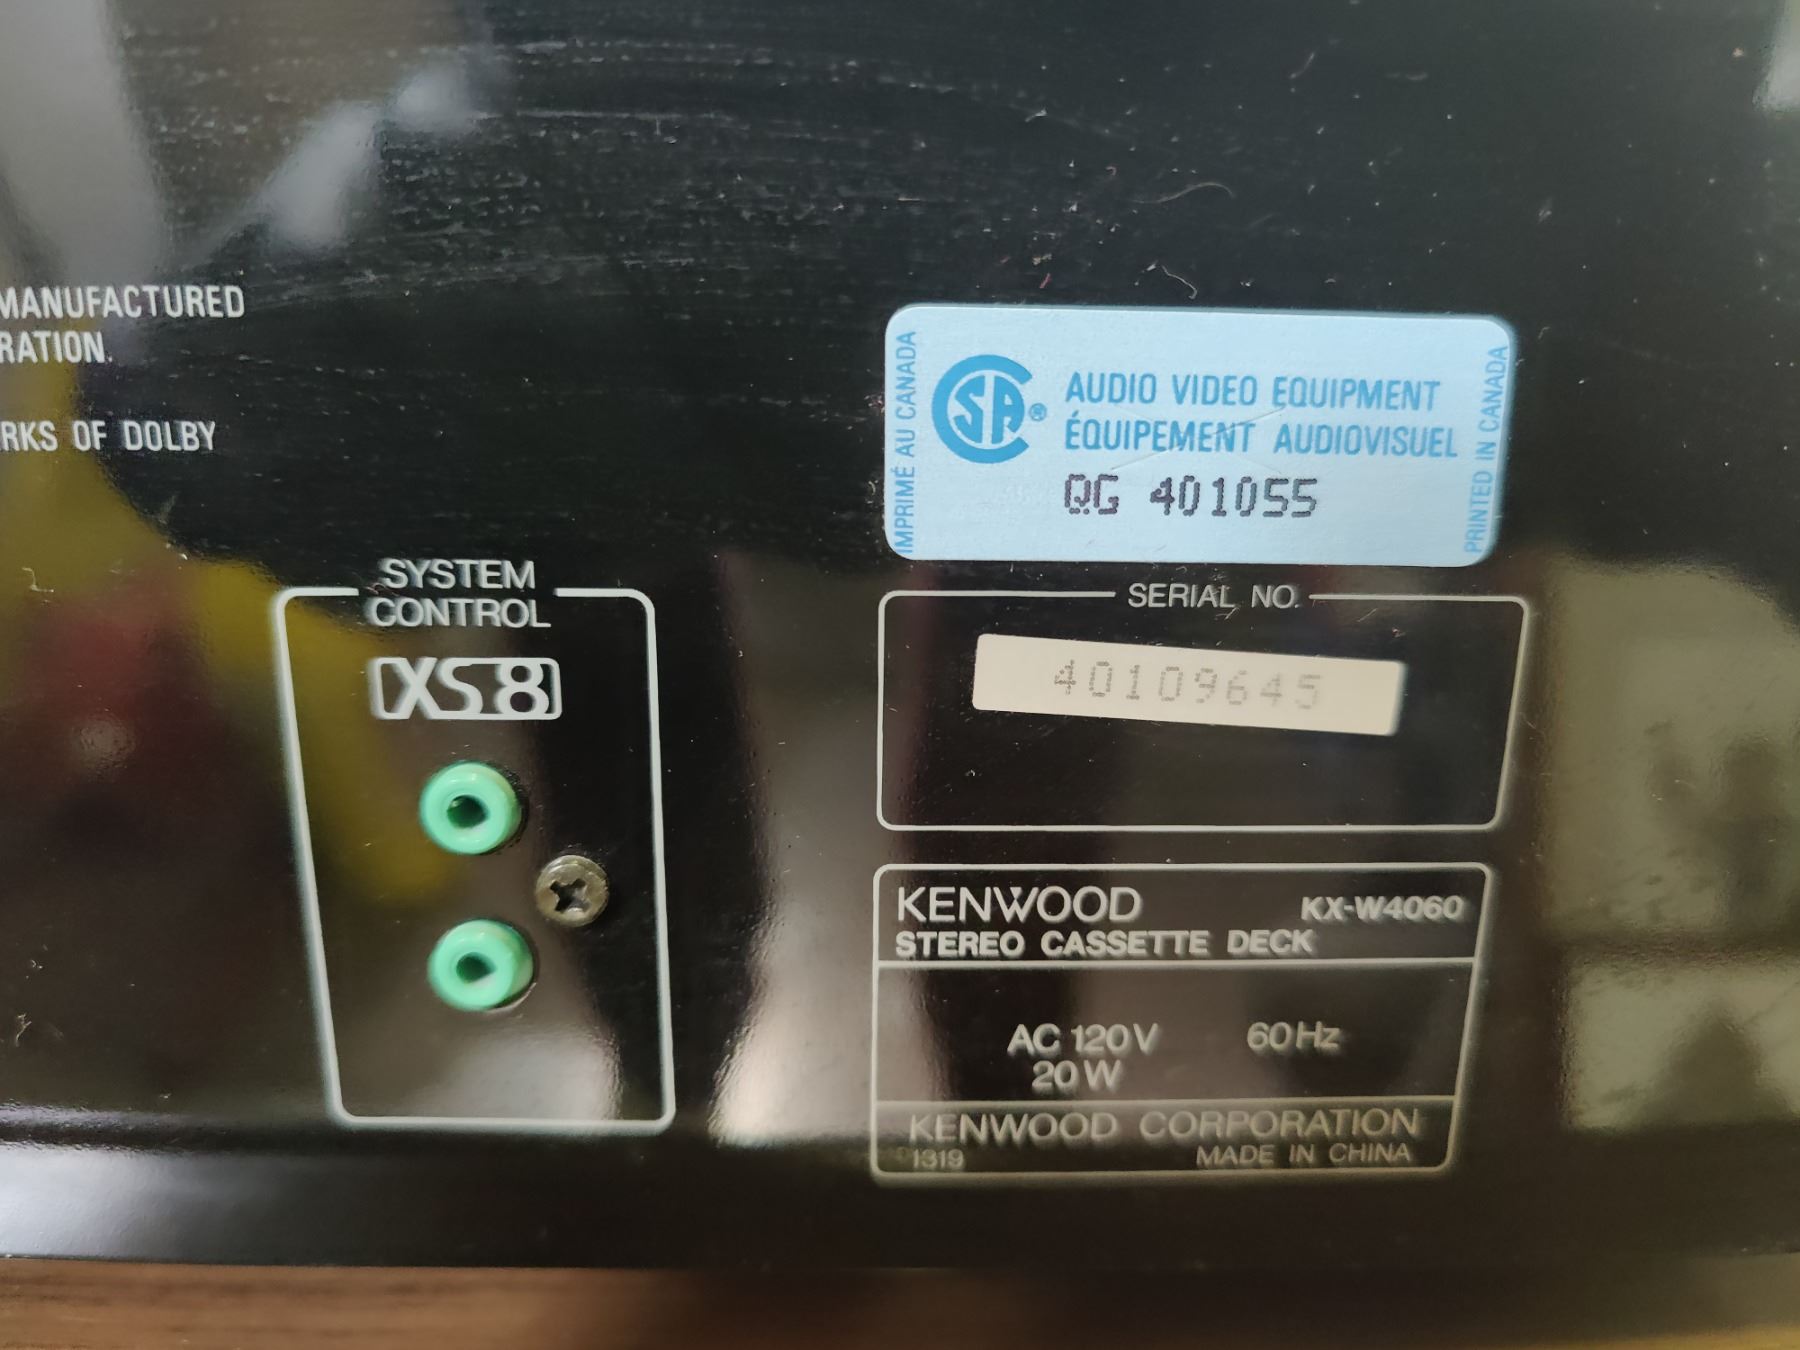 MANUFACTURED
RATION.
RKS OF DOLBY
SYSTEM
CONTROL
XS8
IMPRIMÉ AU CANADA
CSA®
AUDIO VIDEO EQUIPMENT
ÉQUIPEMENT AUDIOVISUEL
QG 401055
PRINTED IN CANADA
SERIAL NO.
40109645
KENWOOD KX-W4060
STEREO CASSETTE DECK
AC 120V 60Hz
20W
KENWOOD CORPORATION
1319 MADE IN CHINA